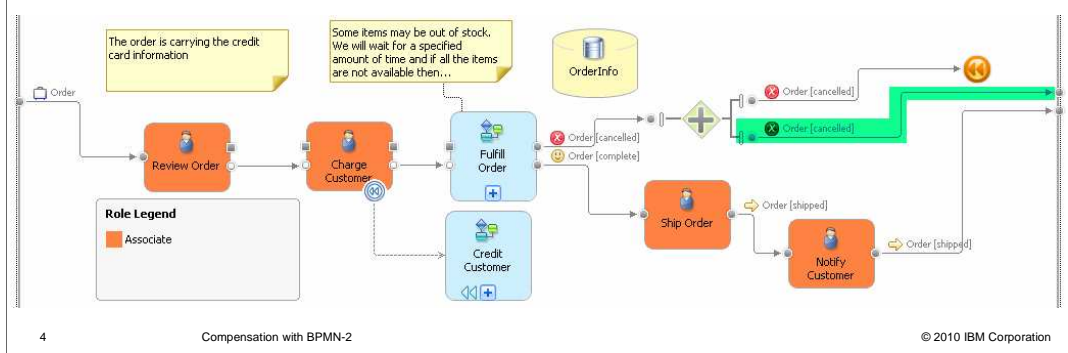 The order is carrying the credit
card information
Some items may be out of stock.
We will wait for a specified
amount of time and if all the items
are not available then...
OrderInfo
Order
Order [cancelled]
Order [cancelled]
Order [cancelled]
Order [complete]
Review Order
Charge
Customer
Fulfill
Order
Role Legend
Associate
Credit
Customer
Ship Order
Order [shipped]
Notify
Customer
Order [shipped]
4
Compensation with BPMN-2
© 2010 IBM Corporation